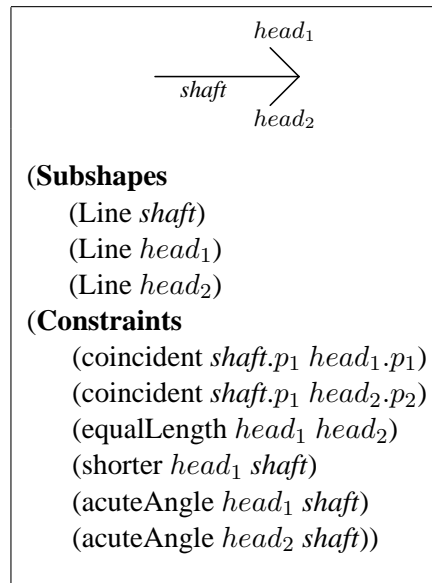 head₁
shaft
head₂
(Subshapes
(Line shaft)
(Line head₁)
(Line head₂)
(Constraints
(coincident shaft.p₁ head₁.p₁)
(coincident shaft.p₁ head₂.p₂)
(equalLength head₁ head₂)
(shorter head₁ shaft)
(acuteAngle head₁ shaft)
(acuteAngle head₂ shaft))